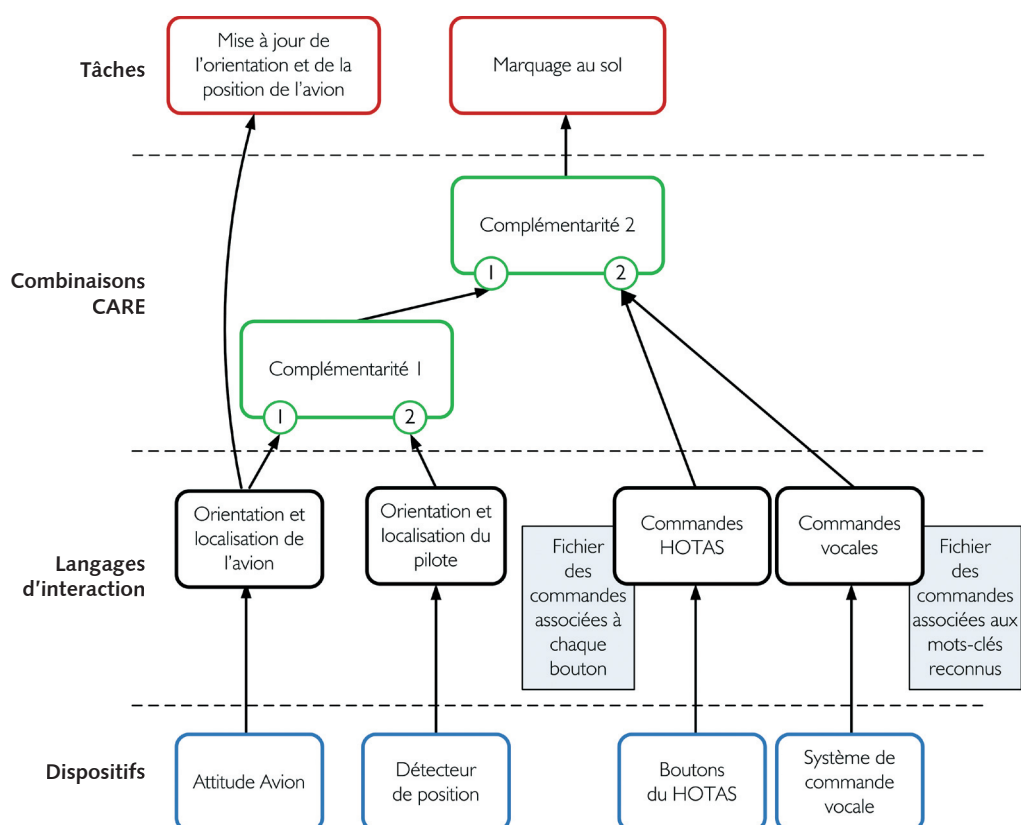 Tâches
Mise à jour de
l'orientation et de la
position de l'avion
Marquage au sol
Combinaisons
CARE
Complémentarité 2
1
2
Complémentarité 1
1
2
Langages
d'interaction
Orientation et
localisation de
l'avion
Orientation et
localisation du
pilote
Fichier
des
commandes
associées à
chaque
bouton
Commandes
HOTAS
Commandes
vocales
Fichier
des
commandes
associées aux
mots-clés
reconnus
Dispositifs
Attitude Avion
Détecteur
de position
Boutons
du HOTAS
Système de
commande
vocale